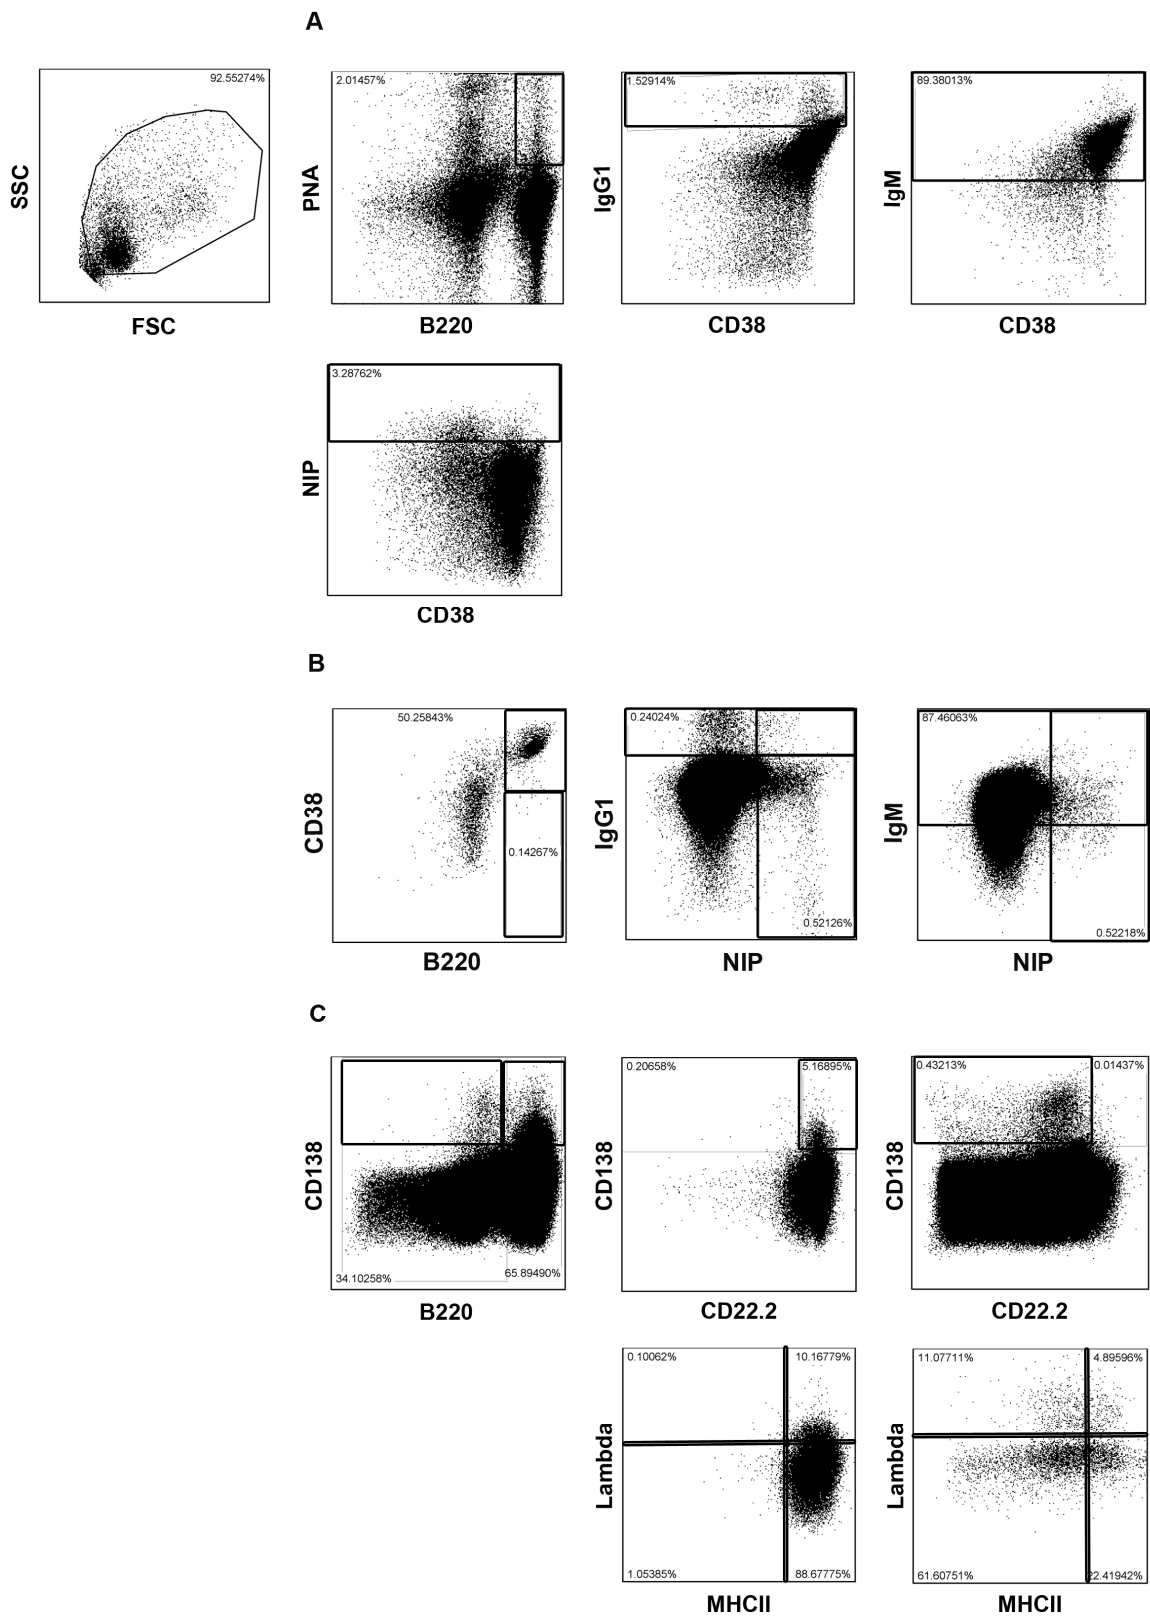 A
92.55274%
SSC
FSC
2.01457%
PNA
B220
1.52914%
IgG1
CD38
89.38013%
IgM
CD38
3.28762%
NIP
CD38
B
50.25843%
0.14267%
CD38
B220
0.24024%
0.52126%
IgG1
NIP
87.46063%
0.52218%
IgM
NIP
C
34.10258%
65.89490%
CD138
B220
0.20658%
5.16895%
CD138
CD22.2
0.43213%
0.01437%
CD138
CD22.2
0.10062%
10.16779%
Lambda
1.05385%
88.67775%
MHCII
11.07711%
4.89596%
Lambda
61.60751%
22.41942%
MHCII